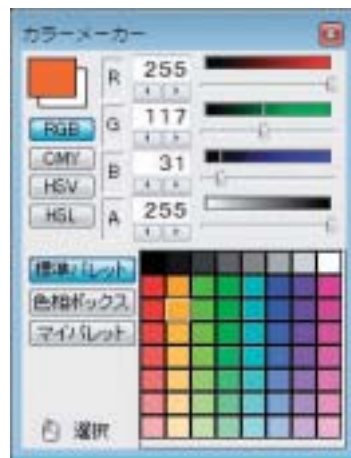 カラーメーカー
R 255
RGB
G 117
CMY
B 31
HSV
HSL
A 255
標準パレット
色相ボックス
マイパレット
選択